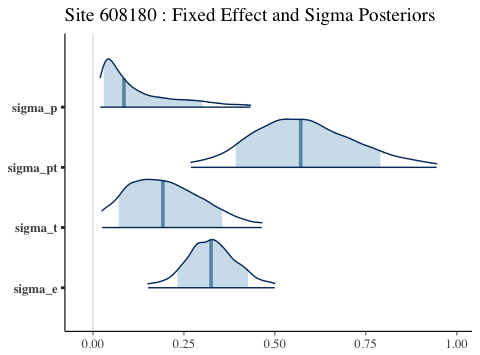 Site 608180 : Fixed Effect and Sigma Posteriors
sigma_p
sigma_pt
sigma_t
sigma_e
0.00 0.25 0.50 0.75 1.00